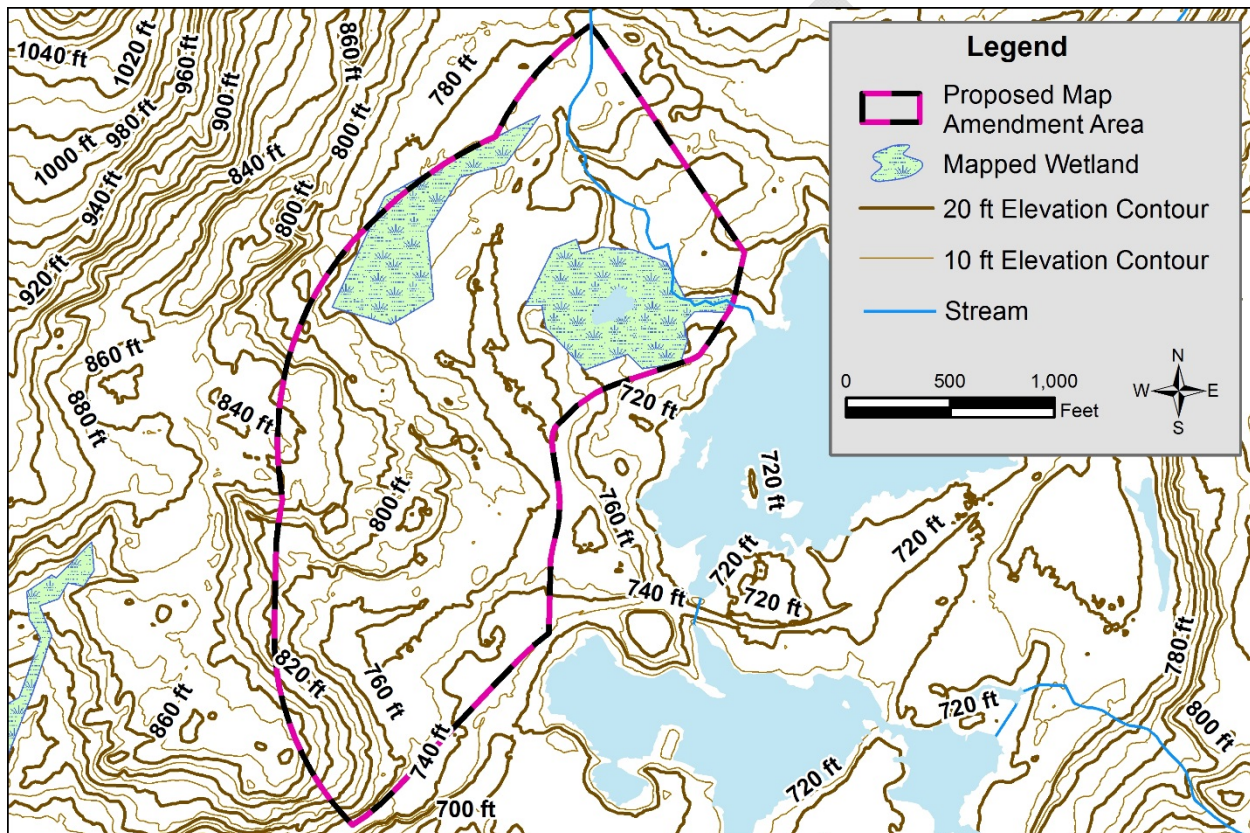 1040 ft
1020 ft
960 ft
900 ft
860 ft
780 ft
800 ft
980 ft
1000 ft
940 ft
840 ft
800 ft
920 ft
860 ft
880 ft
840 ft
800 ft
720 ft
760 ft
720 ft
720 ft
720 ft
740 ft
720 ft
820 ft
760 ft
860 ft
740 ft
700 ft
720 ft
720 ft
780 ft
800 ft
Legend
Proposed Map
Amendment Area
Mapped Wetland
20 ft Elevation Contour
10 ft Elevation Contour
Stream
0 500 1,000
Feet
N
W E
S